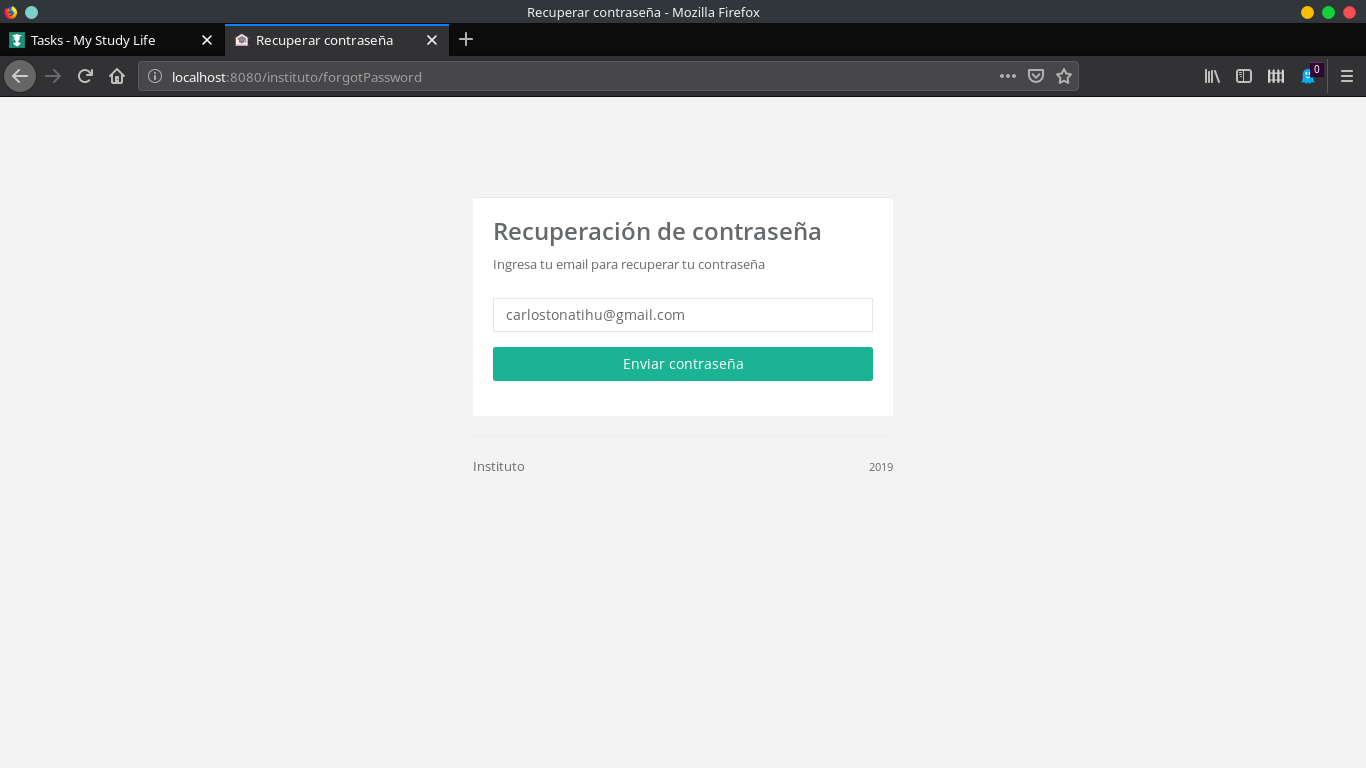 Recuperar contraseña - Mozilla Firefox
Tasks - My Study Life
Recuperar contraseña
localhost:8080/instituto/forgotPassword
0
Recuperación de contraseña
Ingresa tu email para recuperar tu contraseña
carlostonatihu@gmail.com
Enviar contraseña
Instituto 2019